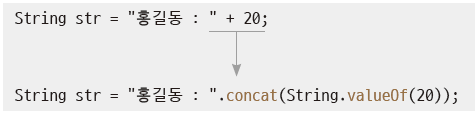 String str = "홍길동 : " + 20;
String str = "홍길동 : ".concat(String.valueOf(20));